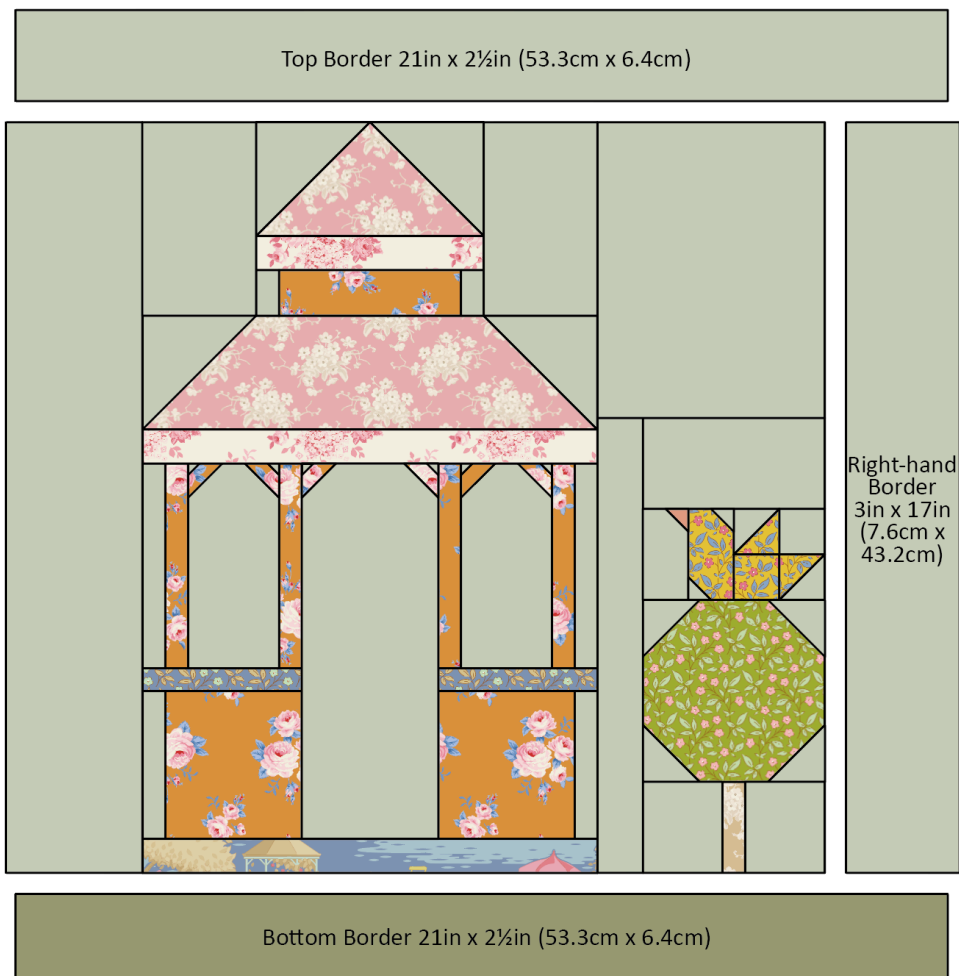 Top Border 21in x 2½in (53.3cm x 6.4cm)
Right-hand
Border
3in x 17in
(7.6cm x
43.2cm)
Bottom Border 21in x 2½in (53.3cm x 6.4cm)